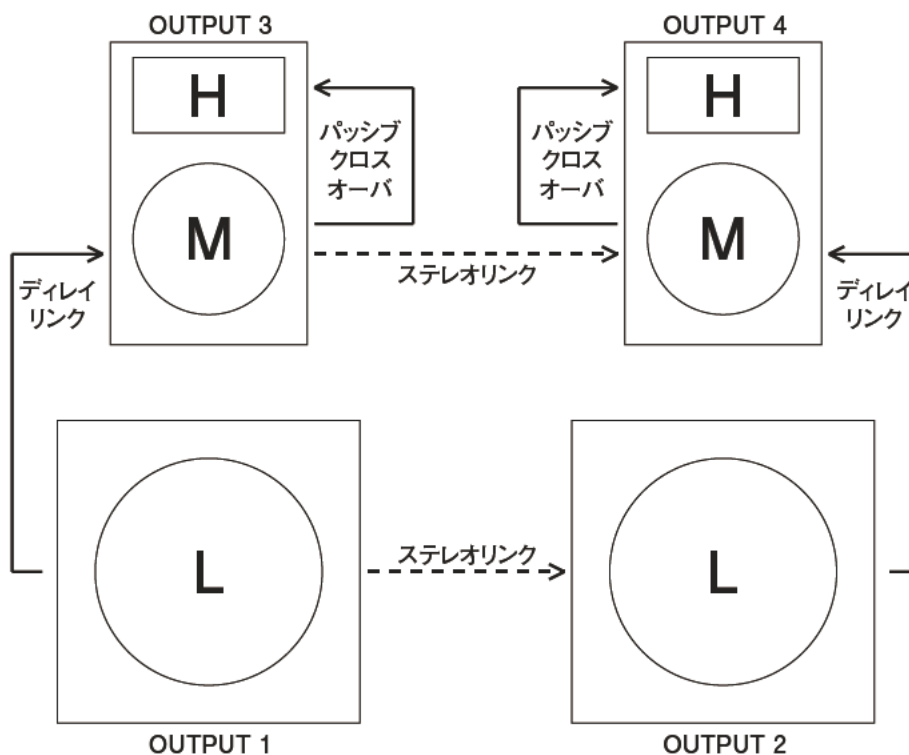 OUTPUT 3
OUTPUT 4
H
H
パッシブ
クロス
オーバ
パッシブ
クロス
オーバ
M
M
ステレオリンク
ディレイ
リンク
ディレイ
リンク
L
L
ステレオリンク
OUTPUT 1
OUTPUT 2